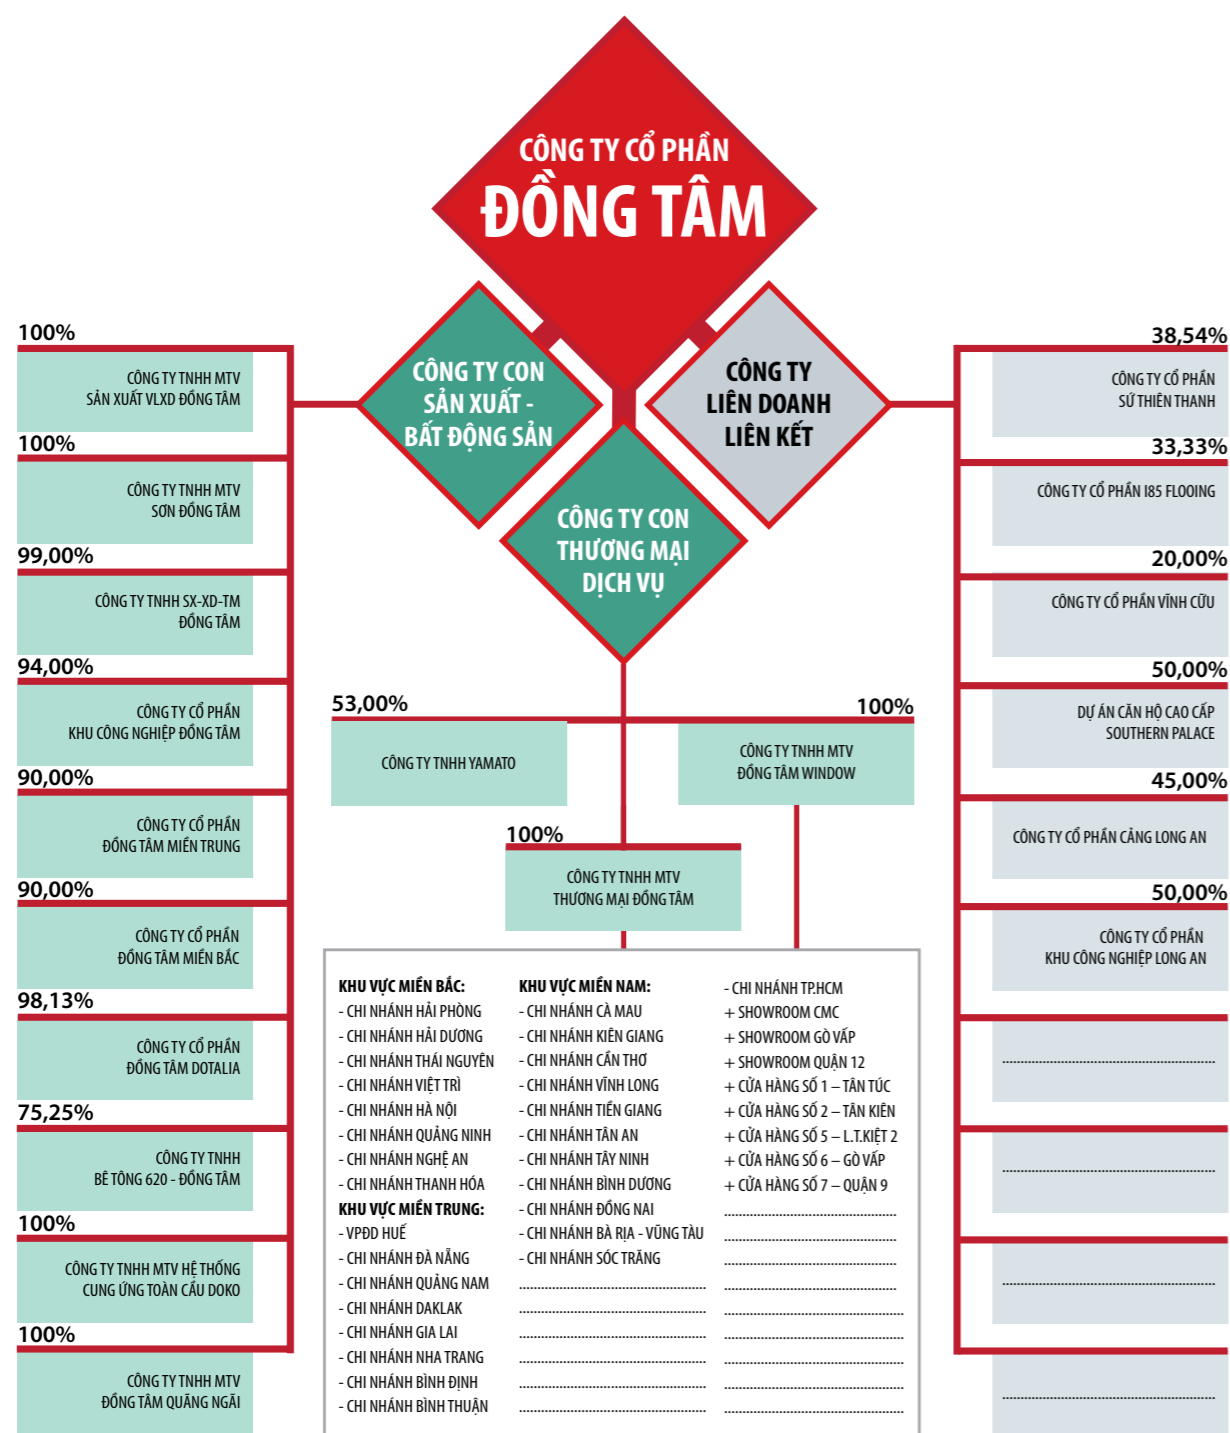 CÔNG TY CỔ PHẦN
ĐỒNG TÂM
CÔNG TY CON
SẢN XUẤT -
BẤT ĐỘNG SẢN
CÔNG TY
LIÊN DOANH
LIÊN KẾT
CÔNG TY CON
THƯƠNG MẠI
DỊCH VỤ
100%
CÔNG TY TNHH MTV
SẢN XUẤT VLXD ĐỒNG TÂM
100%
CÔNG TY TNHH MTV
SƠN ĐỒNG TÂM
99,00%
CÔNG TY TNHH SX-XD-TM
ĐỒNG TÂM
94,00%
CÔNG TY CỔ PHẦN
KHU CÔNG NGHIỆP ĐỒNG TÂM
90,00%
CÔNG TY CỔ PHẦN
ĐỒNG TÂM MIỀN TRUNG
90,00%
CÔNG TY CỔ PHẦN
ĐỒNG TÂM MIỀN BẮC
98,13%
CÔNG TY CỔ PHẦN
ĐỒNG TÂM DOTALIA
75,25%
CÔNG TY TNHH
BÊ TÔNG 620 - ĐỒNG TÂM
100%
CÔNG TY TNHH MTV HỆ THỐNG
CUNG ỨNG TOÀN CẦU DOKO
100%
CÔNG TY TNHH MTV
ĐỒNG TÂM QUÃNG NGÃI
53,00%
CÔNG TY TNHH YAMATO
100%
CÔNG TY TNHH MTV
ĐỒNG TÂM WINDOW
100%
CÔNG TY TNHH MTV
THƯƠNG MẠI ĐỒNG TÂM
KHU VỰC MIỀN BẮC:
- CHI NHÁNH HẢI PHÒNG
- CHI NHÁNH HẢI DƯƠNG
- CHI NHÁNH THÁI NGUYÊN
- CHI NHÁNH VIỆT TRÌ
- CHI NHÁNH HÀ NỘI
- CHI NHÁNH QUẢNG NINH
- CHI NHÁNH NGHỆ AN
- CHI NHÁNH THANH HÓA
KHU VỰC MIỀN TRUNG:
- VPĐD HUẾ
- CHI NHÁNH ĐÀ NẴNG
- CHI NHÁNH QUẢNG NAM
- CHI NHÁNH DAKLAK
- CHI NHÁNH GIA LAI
- CHI NHÁNH NHA TRANG
- CHI NHÁNH BÌNH ĐỊNH
- CHI NHÁNH BÌNH THUẬN
KHU VỰC MIỀN NAM:
- CHI NHÁNH CÀ MAU
- CHI NHÁNH KIÊN GIANG
- CHI NHÁNH CẦN THƠ
- CHI NHÁNH VĨNH LONG
- CHI NHÁNH TIỀN GIANG
- CHI NHÁNH TÂN AN
- CHI NHÁNH TÂY NINH
- CHI NHÁNH BÌNH DƯƠNG
- CHI NHÁNH ĐỒNG NAI
- CHI NHÁNH BÀ RỊA - VŨNG TÀU
- CHI NHÁNH SÓC TRĂNG
- CHI NHÁNH TP.HCM
+ SHOWROOM CMC
+ SHOWROOM GÒ VẤP
+ SHOWROOM QUẬN 12
+ CỬA HÀNG SỐ 1 – TÂN TÚC
+ CỬA HÀNG SỐ 2 – TÂN KIÊN
+ CỬA HÀNG SỐ 5 – L.T.KIỆT 2
+ CỬA HÀNG SỐ 6 – GÒ VẤP
+ CỬA HÀNG SỐ 7 – QUẬN 9
38,54%
CÔNG TY CỔ PHẦN
SỨ THIÊN THANH
33,33%
CÔNG TY CỔ PHẦN I85 FLOOING
20,00%
CÔNG TY CỔ PHẦN VĨNH CỮU
50,00%
DỰ ÁN CĂN HỘ CAO CẤP
SOUTHERN PALACE
45,00%
CÔNG TY CỔ PHẦN CẢNG LONG AN
50,00%
CÔNG TY CỔ PHẦN
KHU CÔNG NGHIỆP LONG AN